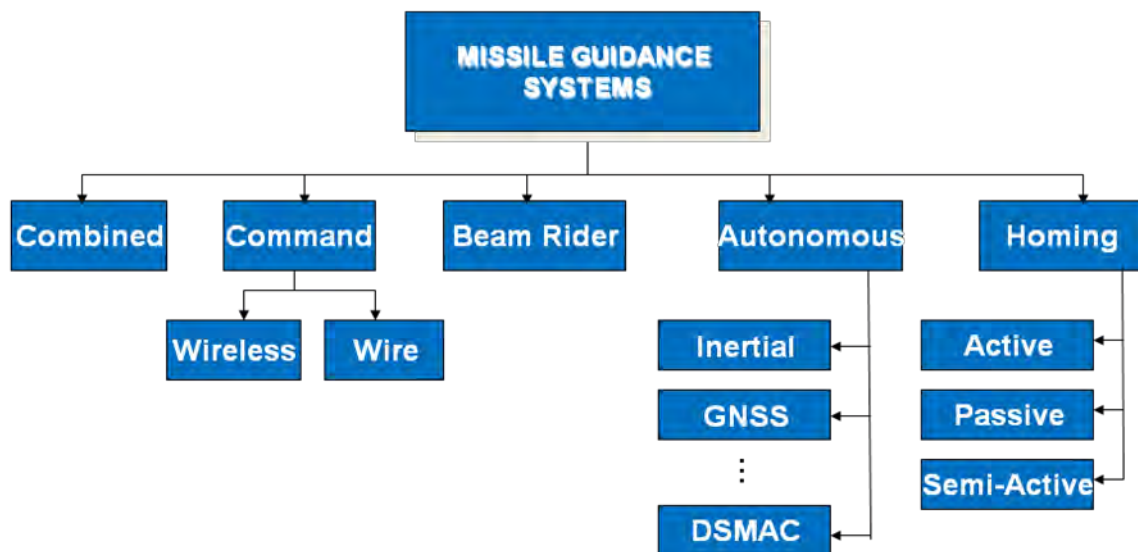 MISSILE GUIDANCE
SYSTEMS
Combined
Command
Beam Rider
Autonomous
Homing
Wireless
Wire
Inertial
GNSS
⋮
DSMAC
Active
Passive
Semi-Active